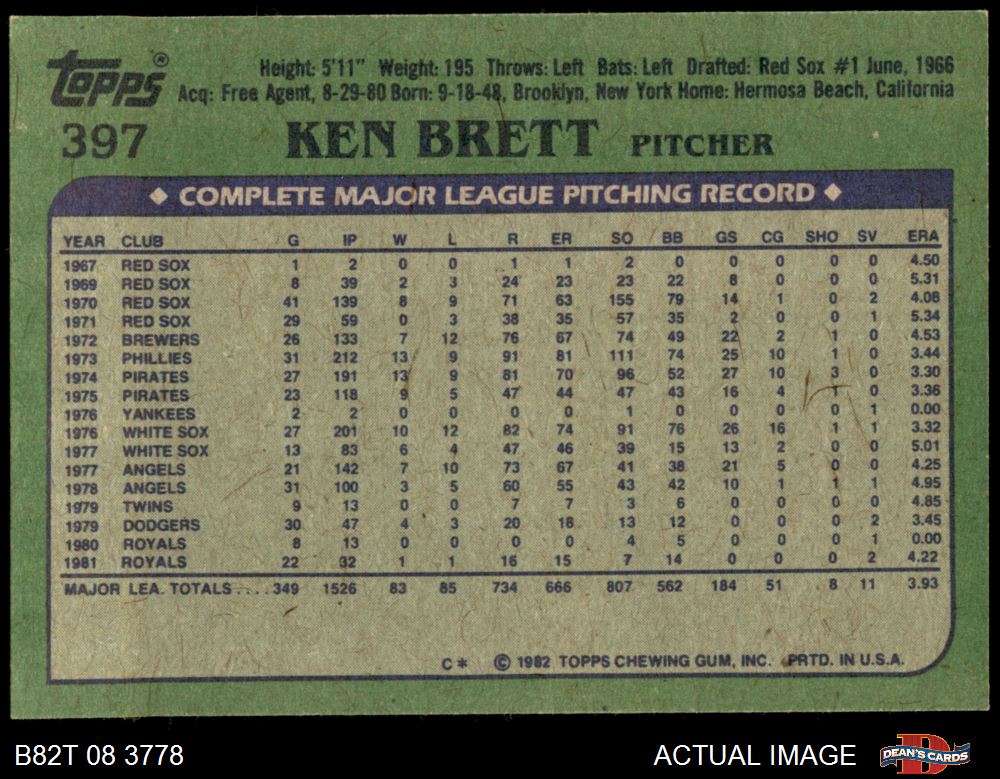 TOPPS®
Height: 5'11" Weight: 195 Throws: Left Bats: Left Drafted: Red Sox #1 June, 1966
Acq: Free Agent, 8-29-80 Born: 9-18-48, Brooklyn, New York Home: Hermosa Beach, California
397 KEN BRETT PITCHER
◆ COMPLETE MAJOR LEAGUE PITCHING RECORD ◆
YEAR CLUB G IP W L R ER SO BB GS CG SHO SV ERA
1967 RED SOX 1 2 0 0 1 1 2 0 0 0 0 0 4.50
1969 RED SOX 8 39 2 3 24 23 23 22 8 0 0 0 5.31
1970 RED SOX 41 139 8 9 71 63 155 79 14 1 0 2 4.08
1971 RED SOX 29 59 0 3 38 35 57 35 2 0 0 1 5.34
1972 BREWERS 26 133 7 12 76 67 74 49 22 2 1 0 4.53
1973 PHILLIES 31 212 13 9 91 81 111 74 25 10 1 0 3.44
1974 PIRATES 27 191 13 9 81 70 96 52 27 10 3 0 3.30
1975 PIRATES 23 118 9 5 47 44 47 43 16 4 1 0 3.36
1976 YANKEES 2 2 0 0 0 0 1 0 0 0 0 1 0.00
1976 WHITE SOX 27 201 10 12 82 74 91 76 26 16 1 1 3.32
1977 WHITE SOX 13 83 6 4 47 46 39 15 13 2 0 0 5.01
1977 ANGELS 21 142 7 10 73 67 41 38 21 5 0 0 4.25
1978 ANGELS 31 100 3 5 60 55 43 42 10 1 1 1 4.95
1979 TWINS 9 13 0 0 7 7 3 6 0 0 0 0 4.85
1979 DODGERS 30 47 4 3 20 18 13 12 0 0 0 2 3.45
1980 ROYALS 8 13 0 0 0 0 4 5 0 0 0 1 0.00
1981 ROYALS 22 32 1 1 16 15 7 14 0 0 0 2 4.22
MAJOR LEA. TOTALS .... 349 1526 83 85 734 666 807 562 184 51 8 11 3.93
C* © 1982 TOPPS CHEWING GUM, INC. PRTD. IN U.S.A.
B82T 08 3778 ACTUAL IMAGE DEAN'S CARDS